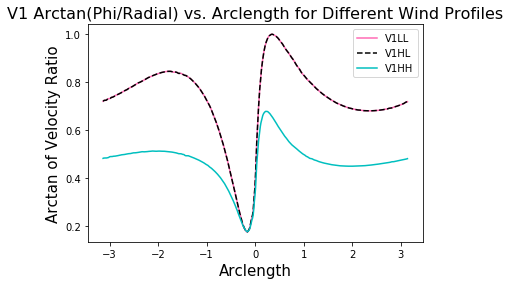 V1 Arctan(Phi/Radial) vs. Arclength for Different Wind Profiles
V1LL
V1HL
V1HH
Arctan of Velocity Ratio
1.0
0.8
0.6
0.4
0.2
−3
−2
−1
0
1
2
3
Arclength